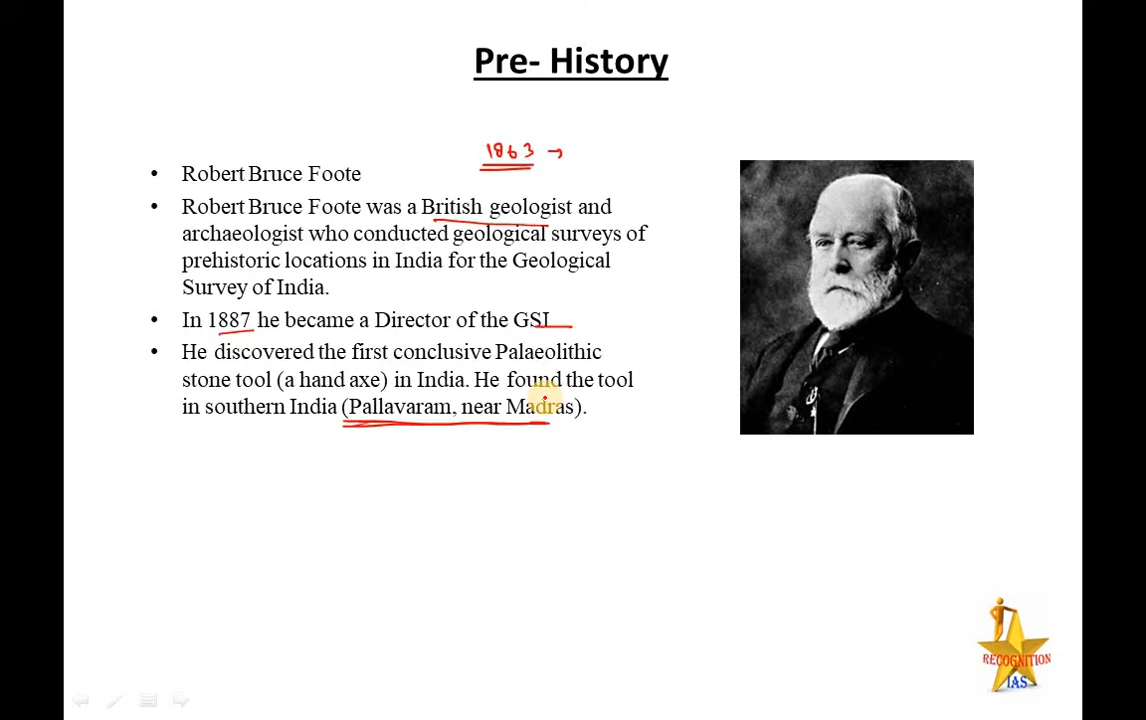 Pre- History
1863 →
• Robert Bruce Foote
• Robert Bruce Foote was a British geologist and
archaeologist who conducted geological surveys of
prehistoric locations in India for the Geological
Survey of India.
• In 1887 he became a Director of the GSI
• He discovered the first conclusive Palaeolithic
stone tool (a hand axe) in India. He found the tool
in southern India (Pallavaram, near Madras).
RECOGNITION
IAS